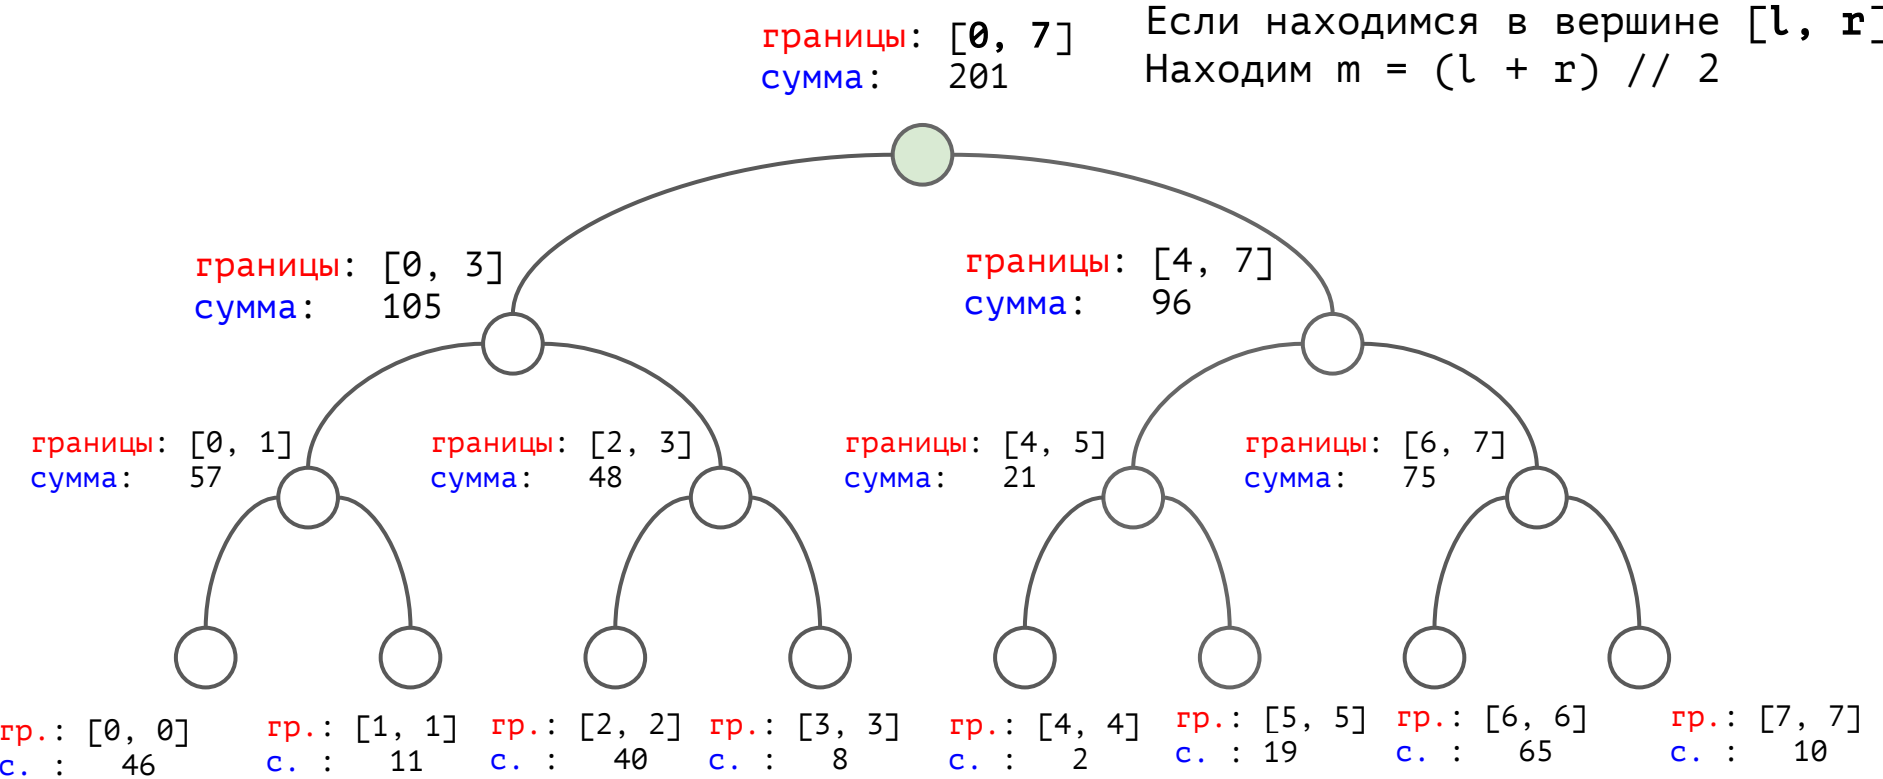 границы: [0, 7]
сумма: 201
Если находимся в вершине [l, r]
Находим m = (l + r) // 2
границы: [0, 3]
сумма: 105
границы: [4, 7]
сумма: 96
границы: [0, 1]
сумма: 57
границы: [2, 3]
сумма: 48
границы: [4, 5]
сумма: 21
границы: [6, 7]
сумма: 75
гр.: [0, 0]
с. : 46
гр.: [1, 1]
с. : 11
гр.: [2, 2]
с. : 40
гр.: [3, 3]
с. : 8
гр.: [4, 4]
с. : 2
гр.: [5, 5]
с. : 19
гр.: [6, 6]
с. : 65
гр.: [7, 7]
с. : 10